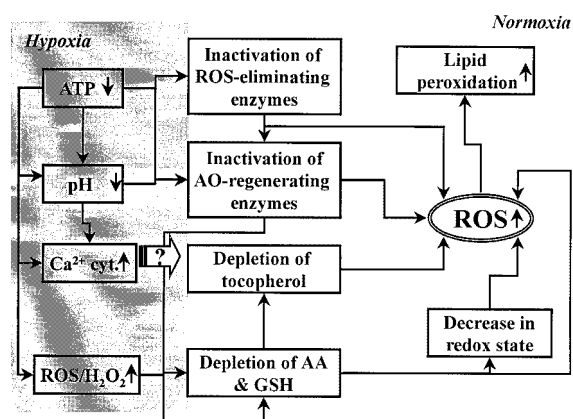 Hypoxia
Normoxia
ATP ↓
pH ↓
Ca²⁺ cyt.↑
ROS/H₂O₂↑
Inactivation of
ROS-eliminating
enzymes
Inactivation of
AO-regenerating
enzymes
?
Depletion of
tocopherol
Depletion of AA
& GSH
Lipid
peroxidation ↑
ROS↑
Decrease in
redox state